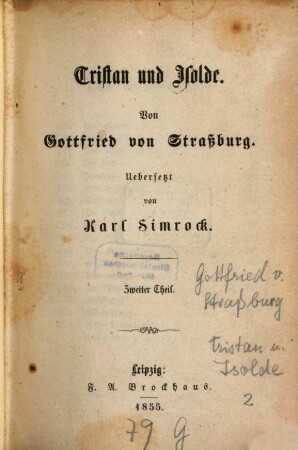 Tristan und Isolde.
Von
Gottfried von Straßburg.
Uebersetzt
von
Karl Simrock.
Zweiter Theil.
Gottfried v.
Straßburg
tristan u.
Isolde
2
Leipzig:
F. A. Brockhaus.
1855.
79 G